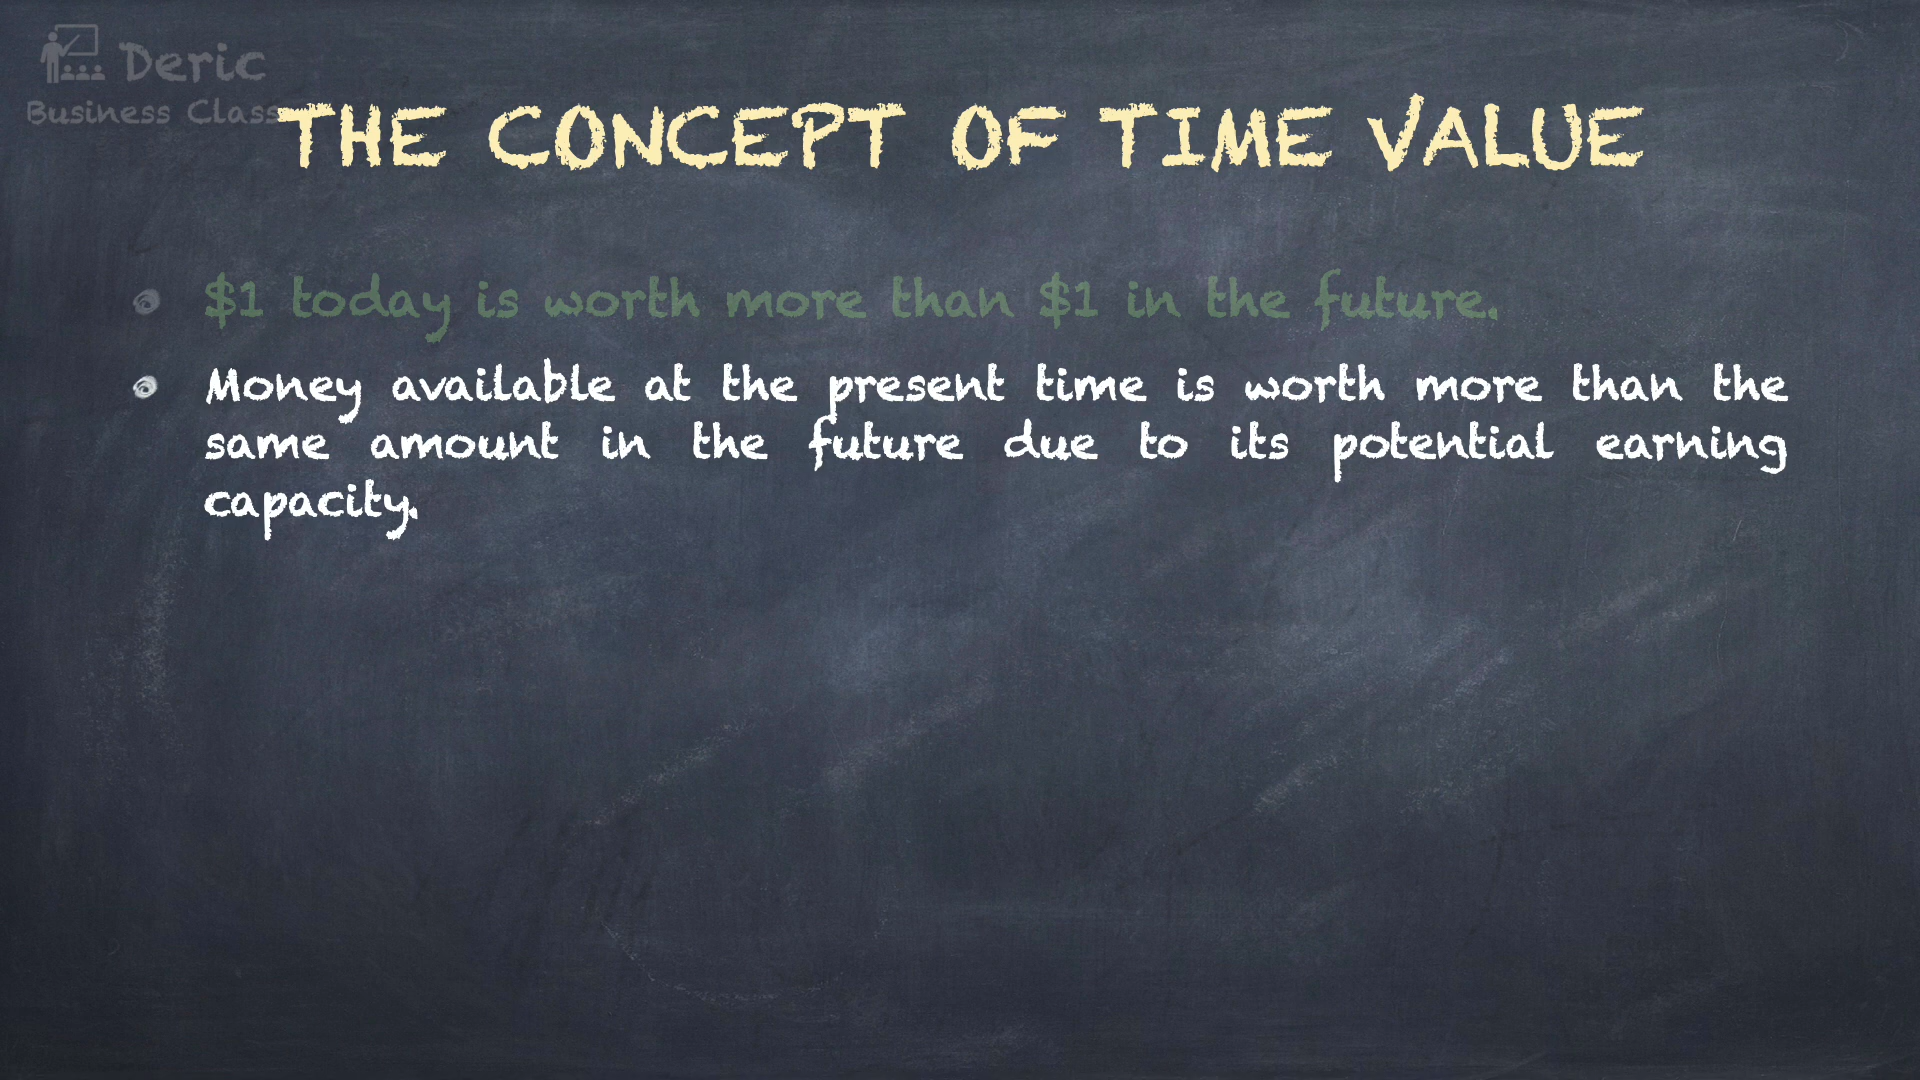 Deric
Business Class
THE CONCEPT OF TIME VALUE
$1 today is worth more than $1 in the future.
Money available at the present time is worth more than the
same amount in the future due to its potential earning
capacity.